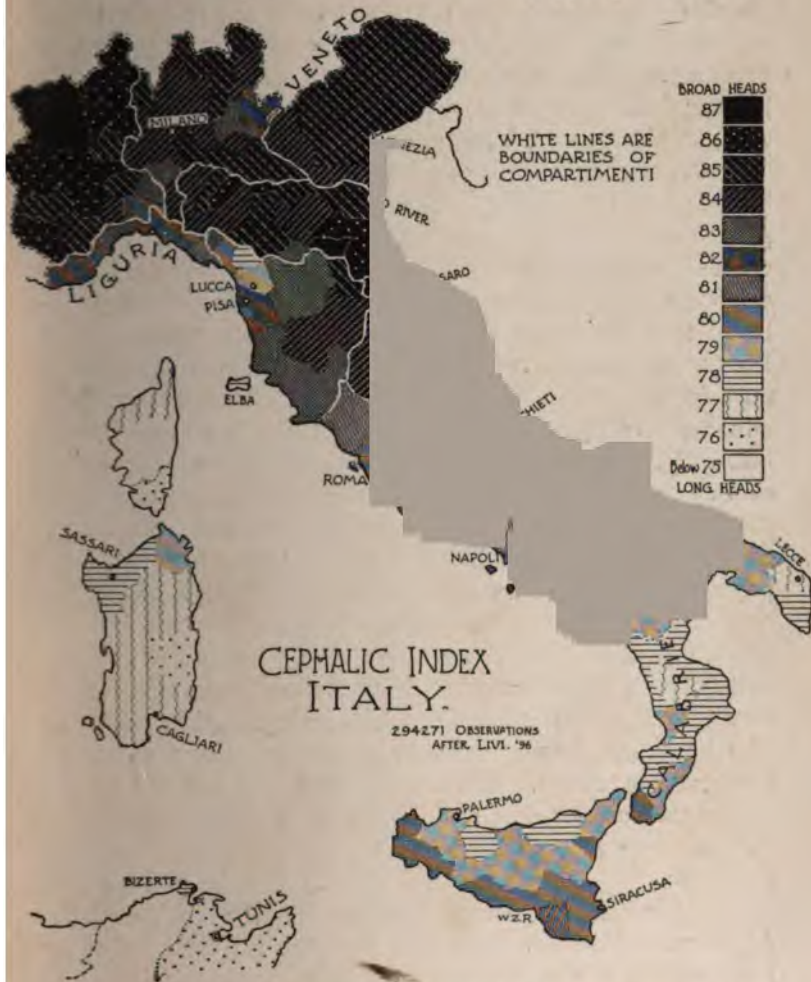 VENETO
MILANO
LIGURIA
LUCCA
PISA
ELBA
ROMA
EZIA
RIVER
SARO
HIETI
WHITE LINES ARE
BOUNDARIES OF
COMPARTIMENTI
BROAD HEADS
87
86
85
84
83
82
81
80
79
78
77
76
Below 75
LONG HEADS
SASSARI
CAGLIARI
NAPOLI
LECCE
CALABRE
CEPHALIC INDEX
ITALY.
294271 OBSERVATIONS
AFTER LIVI. '96
PALERMO
SIRACUSA
W.Z.R.
BIZERTE
TUNIS